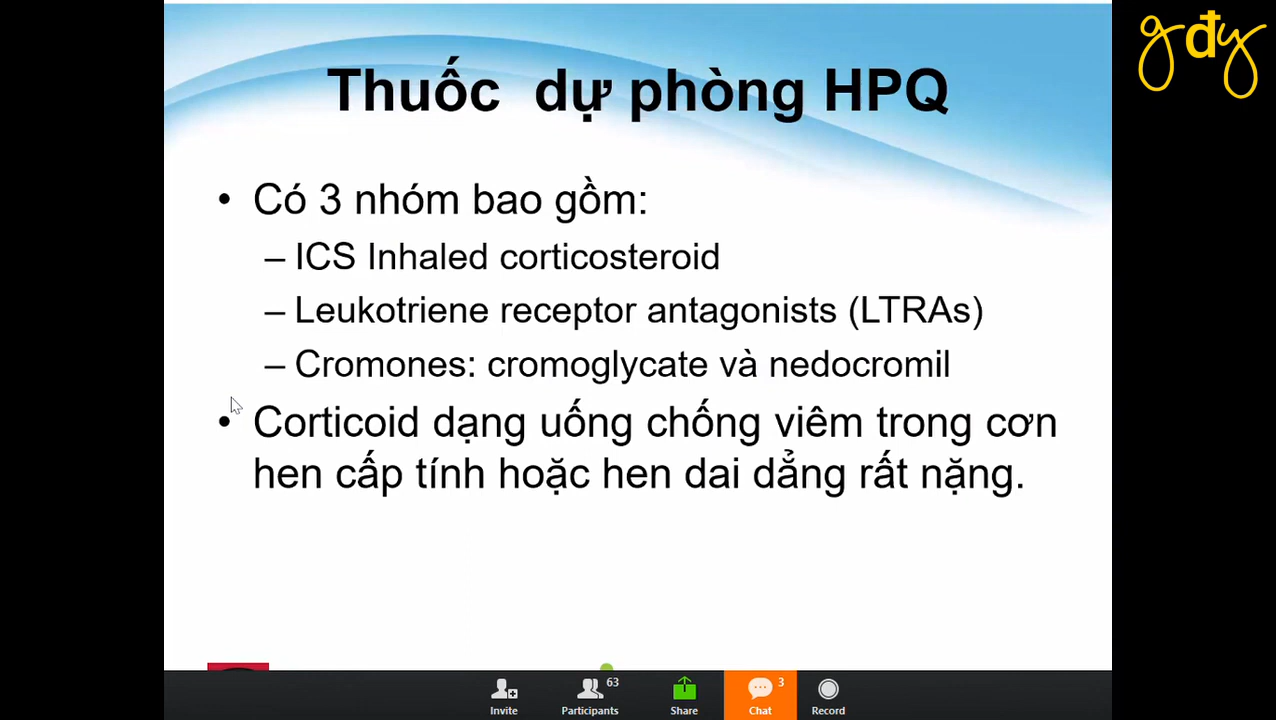 gđy
Thuốc dự phòng HPQ
• Có 3 nhóm bao gồm:
– ICS Inhaled corticosteroid
– Leukotriene receptor antagonists (LTRAs)
– Cromones: cromoglycate và nedocromil
• Corticoid dạng uống chống viêm trong cơn
hen cấp tính hoặc hen dai dẳng rất nặng.
63
3
Invite
Participants
Share
Chat
Record